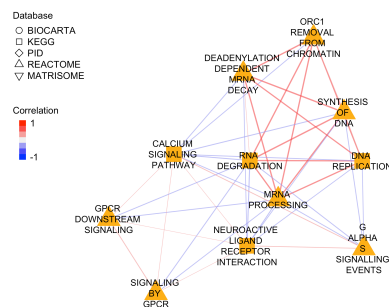 Database
BIOCARTA
KEGG
PID
REACTOME
MATRISOME
Correlation
1
-1
ORC1
REMOVAL
FROM
CHROMATIN
DEADENYLATION
DEPENDENT
MRNA
DECAY
SYNTHESIS
OF
DNA
CALCIUM
SIGNALING
PATHWAY
RNA
DEGRADATION
DNA
REPLICATION
MRNA
PROCESSING
GPCR
DOWNSTREAM
SIGNALING
NEUROACTIVE
LIGAND
RECEPTOR
INTERACTION
G
ALPHA
S
SIGNALLING
EVENTS
SIGNALING
BY
GPCR